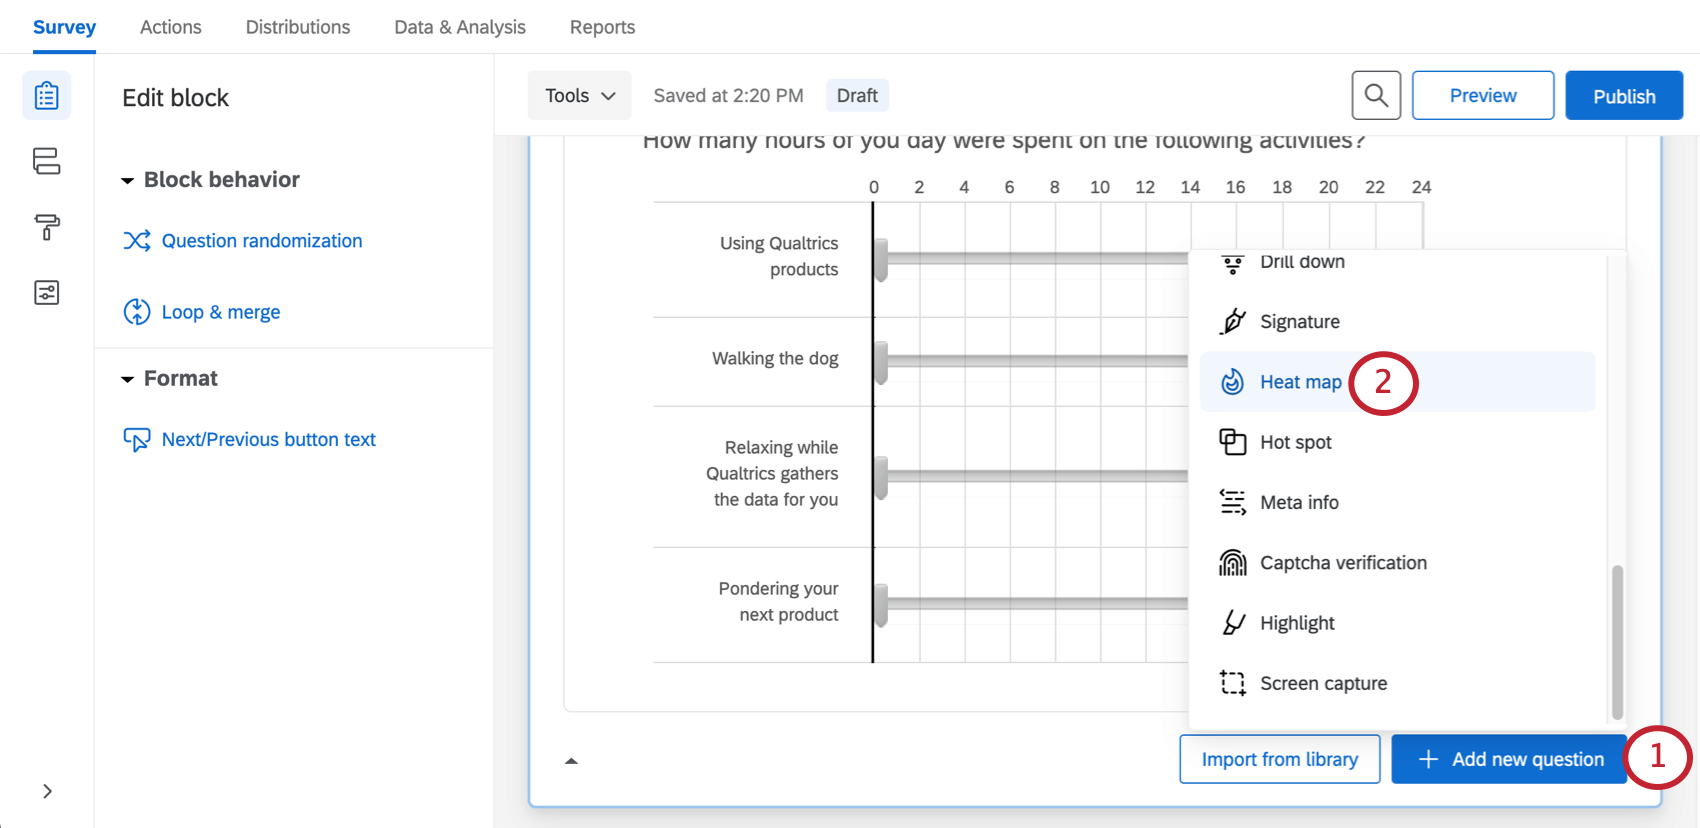 Survey Actions Distributions Data & Analysis Reports
Edit block
Tools Saved at 2:20 PM Draft Preview Publish
Block behavior
Question randomization
Loop & merge
Format
Next/Previous button text
How many hours of you day were spent on the following activities?
0 2 4 6 8 10 12 14 16 18 20 22 24
Using Qualtrics
products
Walking the dog
Relaxing while
Qualtrics gathers
the data for you
Pondering your
next product
Drill down
Signature
Heat map 2
Hot spot
Meta info
Captcha verification
Highlight
Screen capture
Import from library + Add new question 1